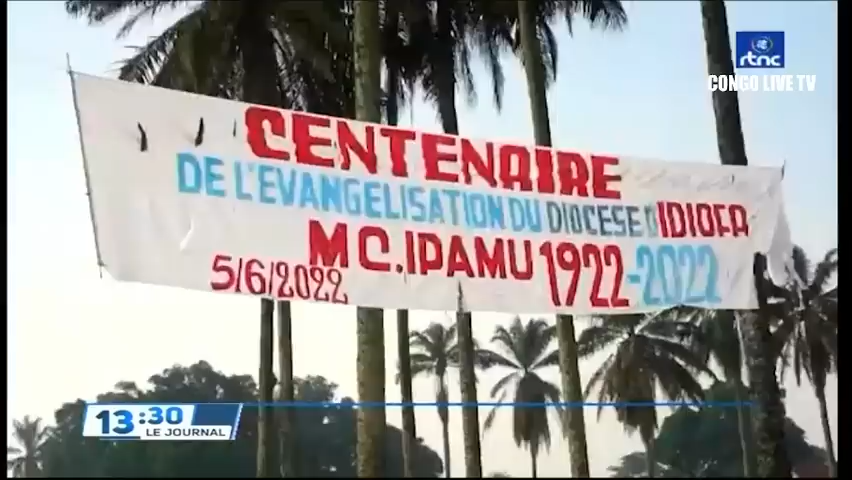 rtnc
CONGO LIVE TV
CENTENAIRE
DE L'EVANGELISATION DU DIOCESE D'IDIOFA
M C. IPAMU 1922-2022
5/6/2022
13:30
LE JOURNAL